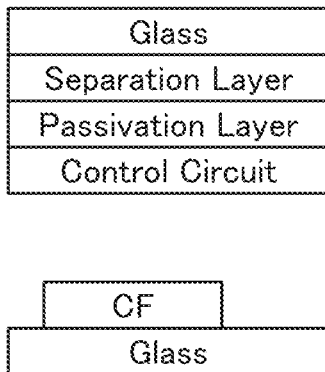 Glass
Separation Layer
Passivation Layer
Control Circuit
CF
Glass